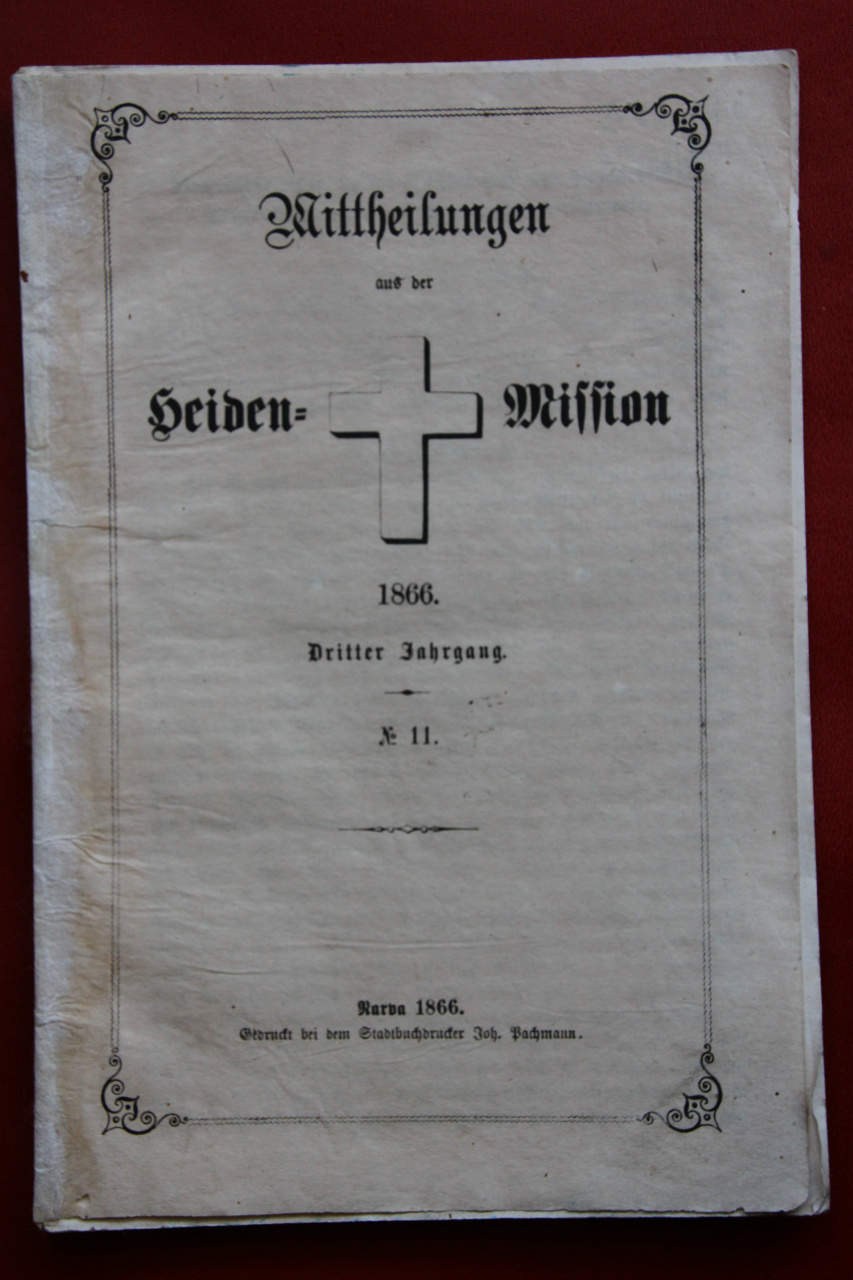 Mittheilungen
aus der
Heiden= Mission
1866.
Dritter Jahrgang.
№ 11.
Narva 1866.
Gedruckt bei dem Stadtbuchdrucker Joh. Pachmann.